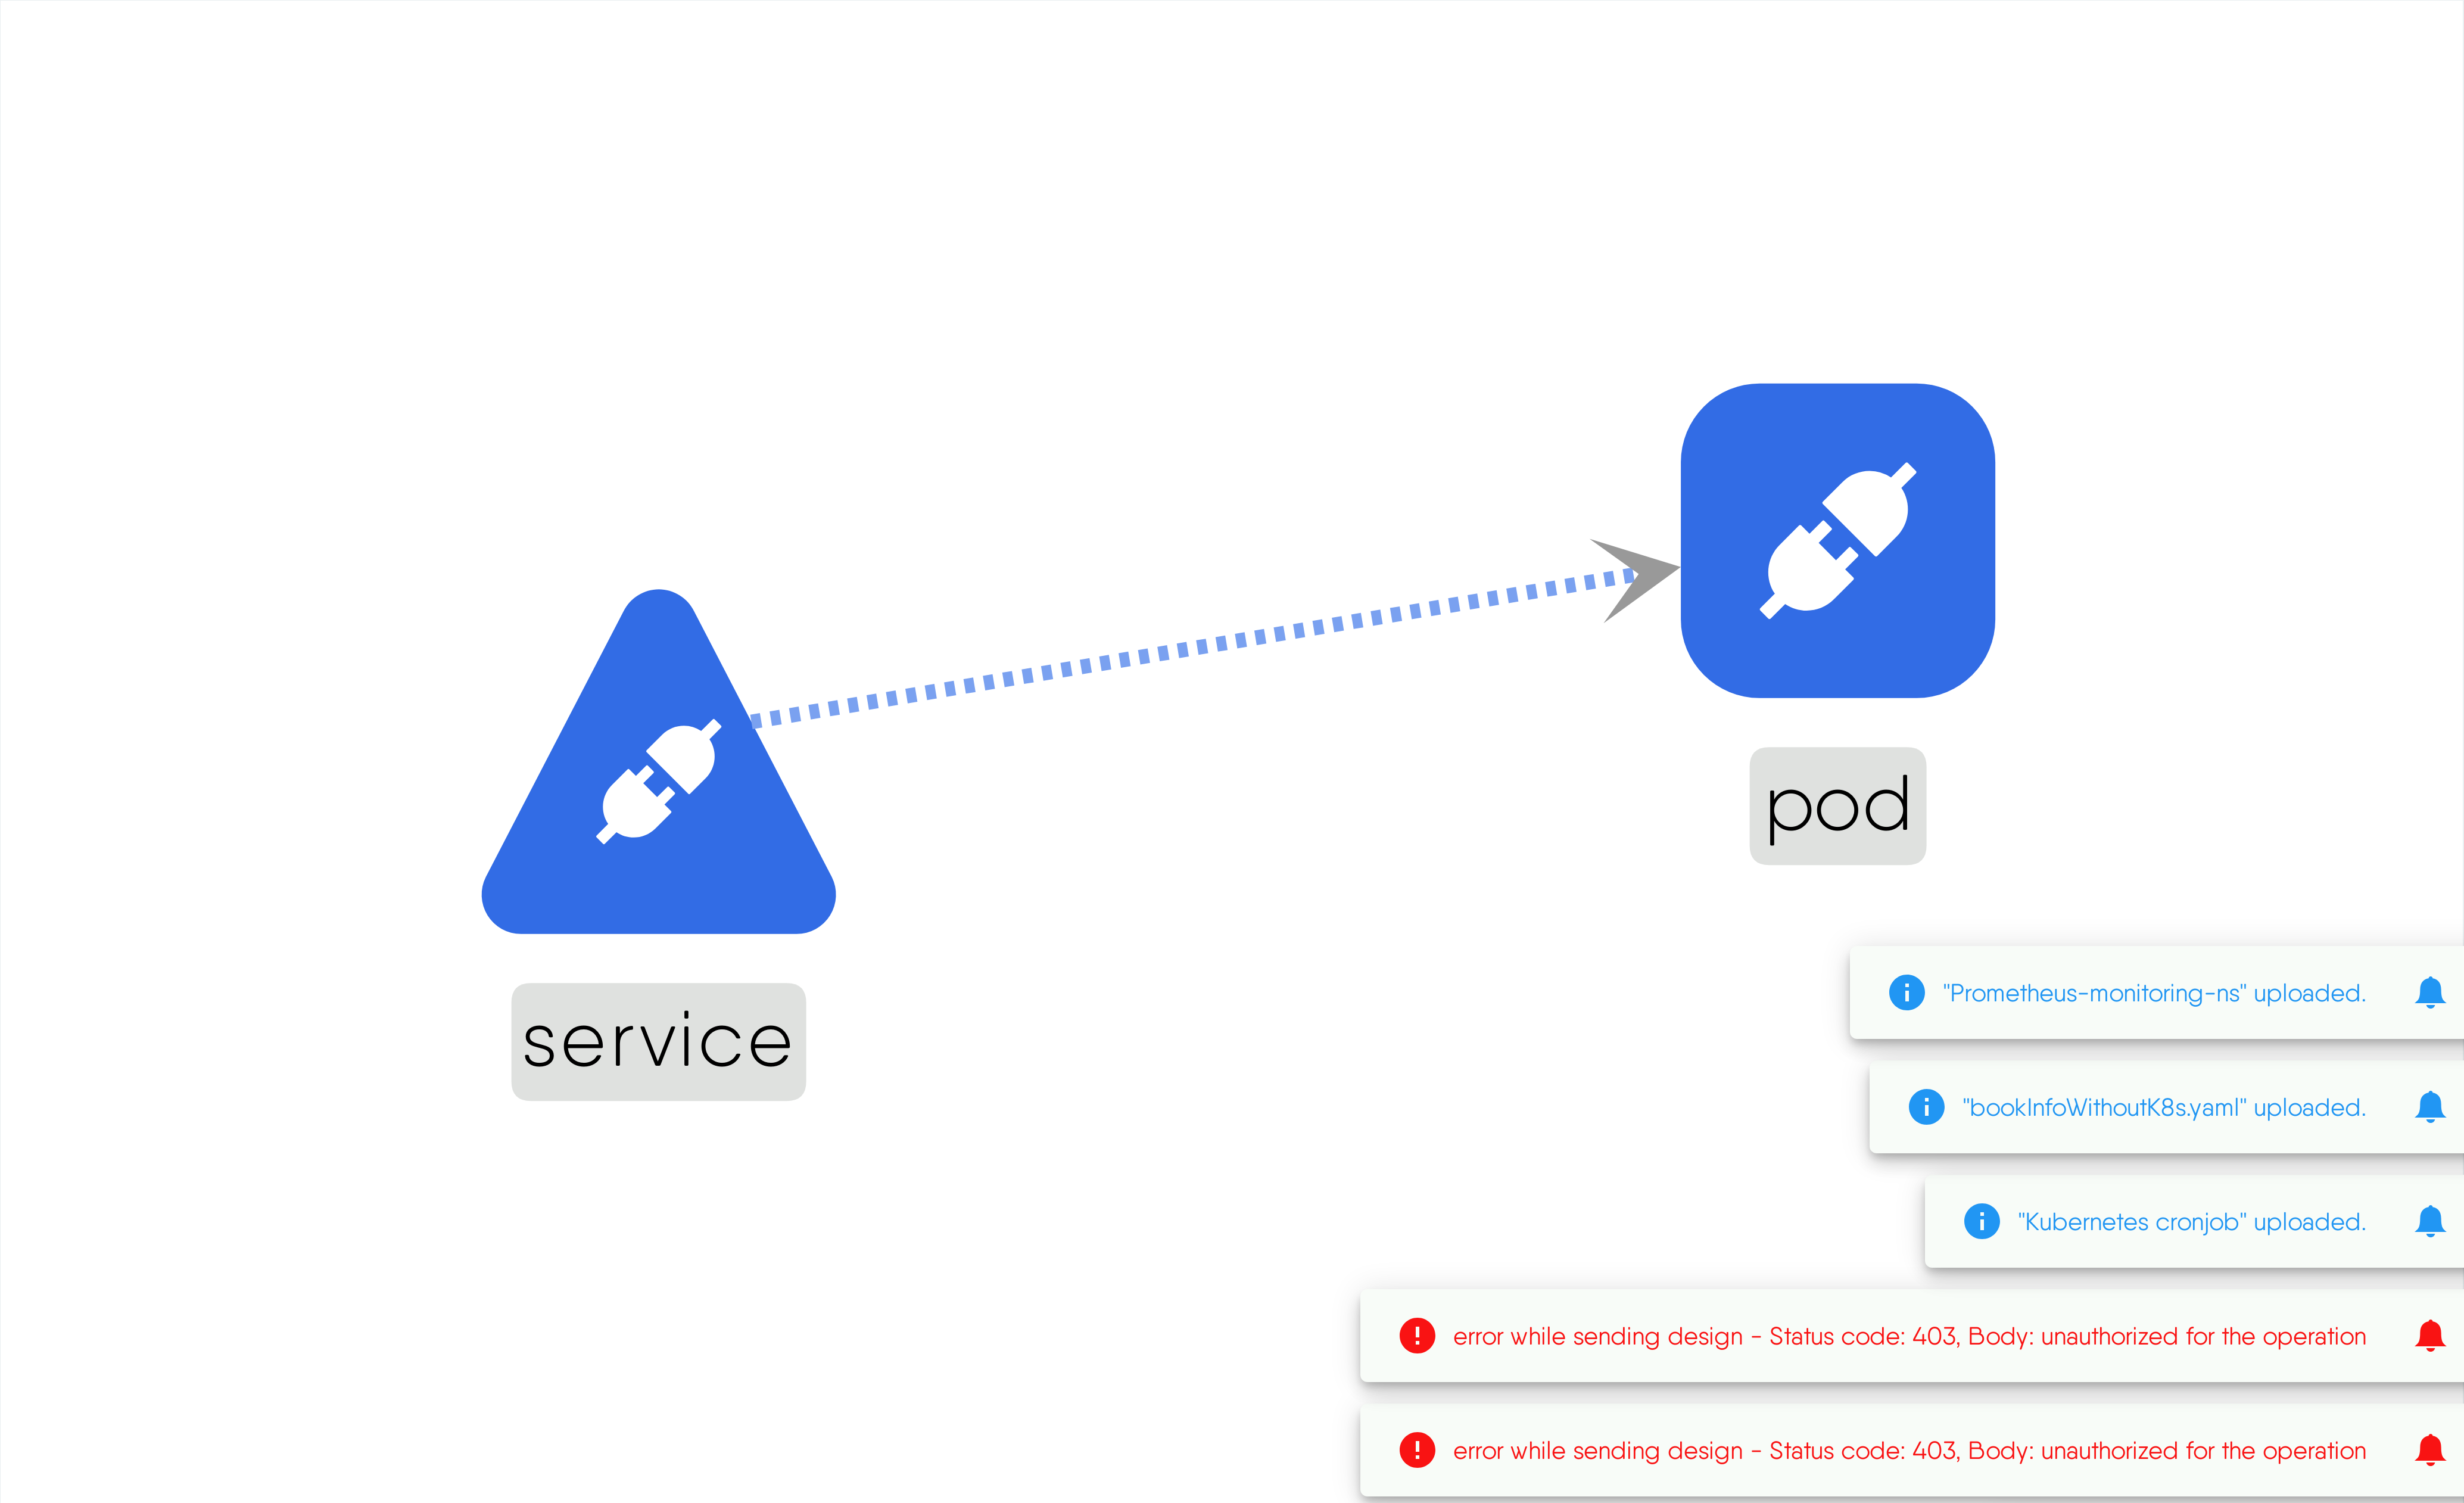 pod
service
"Prometheus-monitoring-ns" uploaded.
"bookInfoWithoutK8s.yaml" uploaded.
"Kubernetes cronjob" uploaded.
error while sending design - Status code: 403, Body: unauthorized for the operation
error while sending design - Status code: 403, Body: unauthorized for the operation